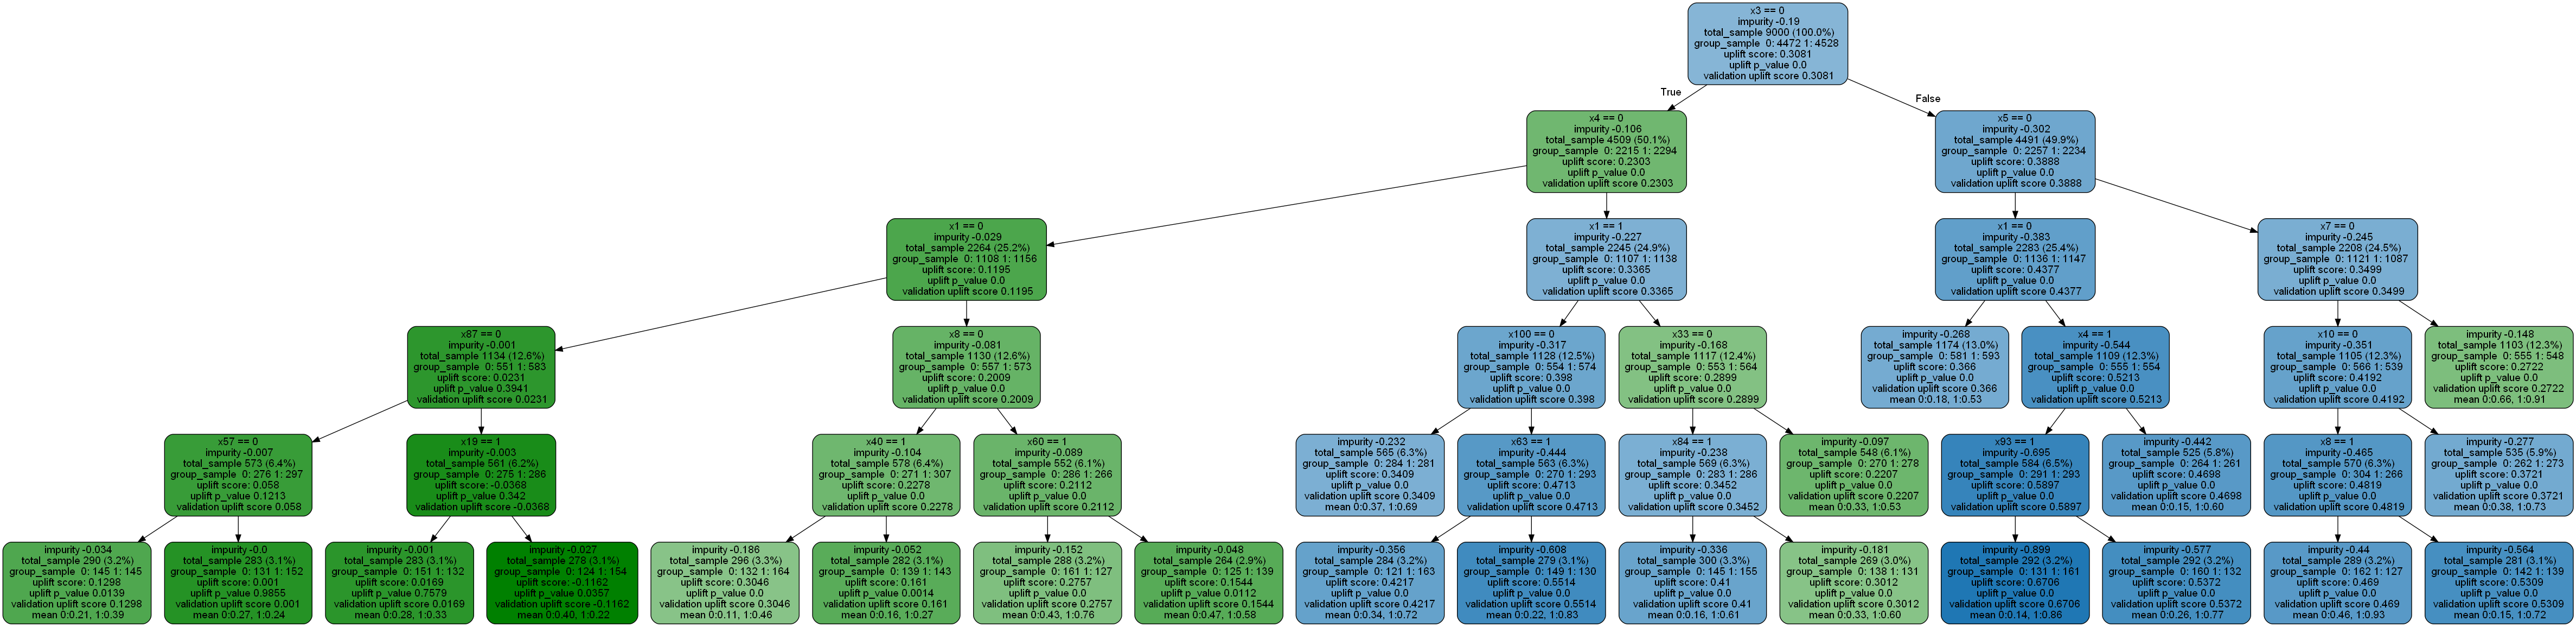 x3 == 0
impurity -0.19
total_sample 9000 (100.0%)
group_sample 0: 4472 1: 4528
uplift score: 0.3081
uplift p_value 0.0
validation uplift score 0.3081
True
False
x4 == 0
impurity -0.106
total_sample 4509 (50.1%)
group_sample 0: 2215 1: 2294
uplift score: 0.2303
uplift p_value 0.0
validation uplift score 0.2303
x5 == 0
impurity -0.302
total_sample 4491 (49.9%)
group_sample 0: 2257 1: 2234
uplift score: 0.3888
uplift p_value 0.0
validation uplift score 0.3888
x1 == 0
impurity -0.029
total_sample 2264 (25.2%)
group_sample 0: 1108 1: 1156
uplift score: 0.1195
uplift p_value 0.0
validation uplift score 0.1195
x1 == 1
impurity -0.227
total_sample 2245 (24.9%)
group_sample 0: 1107 1: 1138
uplift score: 0.3365
uplift p_value 0.0
validation uplift score 0.3365
x1 == 0
impurity -0.383
total_sample 2283 (25.4%)
group_sample 0: 1136 1: 1147
uplift score: 0.4377
uplift p_value 0.0
validation uplift score 0.4377
x7 == 0
impurity -0.245
total_sample 2208 (24.5%)
group_sample 0: 1121 1: 1087
uplift score: 0.3499
uplift p_value 0.0
validation uplift score 0.3499
x87 == 0
impurity -0.001
total_sample 1134 (12.6%)
group_sample 0: 551 1: 583
uplift score: 0.0231
uplift p_value 0.3941
validation uplift score 0.0231
x8 == 0
impurity -0.081
total_sample 1130 (12.6%)
group_sample 0: 557 1: 573
uplift score: 0.2009
uplift p_value 0.0
validation uplift score 0.2009
x100 == 0
impurity -0.317
total_sample 1128 (12.5%)
group_sample 0: 554 1: 574
uplift score: 0.398
uplift p_value 0.0
validation uplift score 0.398
x33 == 0
impurity -0.168
total_sample 1117 (12.4%)
group_sample 0: 553 1: 564
uplift score: 0.2899
uplift p_value 0.0
validation uplift score 0.2899
impurity -0.268
total_sample 1174 (13.0%)
group_sample 0: 581 1: 593
uplift score: 0.366
uplift p_value 0.0
validation uplift score 0.366
mean 0:0.18, 1:0.53
x4 == 1
impurity -0.544
total_sample 1109 (12.3%)
group_sample 0: 555 1: 554
uplift score: 0.5213
uplift p_value 0.0
validation uplift score 0.5213
x10 == 0
impurity -0.351
total_sample 1105 (12.3%)
group_sample 0: 566 1: 539
uplift score: 0.4192
uplift p_value 0.0
validation uplift score 0.4192
impurity -0.148
total_sample 1103 (12.3%)
group_sample 0: 555 1: 548
uplift score: 0.2722
uplift p_value 0.0
validation uplift score 0.2722
mean 0:0.66, 1:0.91
x57 == 0
impurity -0.007
total_sample 573 (6.4%)
group_sample 0: 276 1: 297
uplift score: 0.058
uplift p_value 0.1213
validation uplift score 0.058
x19 == 1
impurity -0.003
total_sample 561 (6.2%)
group_sample 0: 275 1: 286
uplift score: -0.0368
uplift p_value 0.342
validation uplift score -0.0368
x40 == 1
impurity -0.104
total_sample 578 (6.4%)
group_sample 0: 271 1: 307
uplift score: 0.2278
uplift p_value 0.0
validation uplift score 0.2278
x60 == 1
impurity -0.089
total_sample 552 (6.1%)
group_sample 0: 286 1: 266
uplift score: 0.2112
uplift p_value 0.0
validation uplift score 0.2112
impurity -0.232
total_sample 565 (6.3%)
group_sample 0: 284 1: 281
uplift score: 0.3409
uplift p_value 0.0
validation uplift score 0.3409
mean 0:0.37, 1:0.69
x63 == 1
impurity -0.444
total_sample 563 (6.3%)
group_sample 0: 270 1: 293
uplift score: 0.4713
uplift p_value 0.0
validation uplift score 0.4713
x84 == 1
impurity -0.238
total_sample 569 (6.3%)
group_sample 0: 283 1: 286
uplift score: 0.3452
uplift p_value 0.0
validation uplift score 0.3452
impurity -0.097
total_sample 548 (6.1%)
group_sample 0: 270 1: 278
uplift score: 0.2207
uplift p_value 0.0
validation uplift score 0.2207
mean 0:0.33, 1:0.53
x93 == 1
impurity -0.695
total_sample 584 (6.5%)
group_sample 0: 291 1: 293
uplift score: 0.5897
uplift p_value 0.0
validation uplift score 0.5897
impurity -0.442
total_sample 525 (5.8%)
group_sample 0: 264 1: 261
uplift score: 0.4698
uplift p_value 0.0
validation uplift score 0.4698
mean 0:0.15, 1:0.60
x8 == 1
impurity -0.465
total_sample 570 (6.3%)
group_sample 0: 304 1: 266
uplift score: 0.4819
uplift p_value 0.0
validation uplift score 0.4819
impurity -0.277
total_sample 535 (5.9%)
group_sample 0: 262 1: 273
uplift score: 0.3721
uplift p_value 0.0
validation uplift score 0.3721
mean 0:0.38, 1:0.73
impurity -0.034
total_sample 290 (3.2%)
group_sample 0: 145 1: 145
uplift score: 0.1298
uplift p_value 0.0139
validation uplift score 0.1298
mean 0:0.21, 1:0.39
impurity -0.0
total_sample 283 (3.1%)
group_sample 0: 131 1: 152
uplift score: 0.001
uplift p_value 0.9855
validation uplift score 0.001
mean 0:0.27, 1:0.24
impurity -0.001
total_sample 283 (3.1%)
group_sample 0: 151 1: 132
uplift score: 0.0169
uplift p_value 0.7579
validation uplift score 0.0169
mean 0:0.28, 1:0.33
impurity -0.027
total_sample 278 (3.1%)
group_sample 0: 124 1: 154
uplift score: -0.1162
uplift p_value 0.0357
validation uplift score -0.1162
mean 0:0.40, 1:0.22
impurity -0.186
total_sample 296 (3.3%)
group_sample 0: 132 1: 164
uplift score: 0.3046
uplift p_value 0.0
validation uplift score 0.3046
mean 0:0.11, 1:0.46
impurity -0.052
total_sample 282 (3.1%)
group_sample 0: 139 1: 143
uplift score: 0.161
uplift p_value 0.0014
validation uplift score 0.161
mean 0:0.16, 1:0.27
impurity -0.152
total_sample 288 (3.2%)
group_sample 0: 161 1: 127
uplift score: 0.2757
uplift p_value 0.0
validation uplift score 0.2757
mean 0:0.43, 1:0.76
impurity -0.048
total_sample 264 (2.9%)
group_sample 0: 125 1: 139
uplift score: 0.1544
uplift p_value 0.0112
validation uplift score 0.1544
mean 0:0.47, 1:0.58
impurity -0.356
total_sample 284 (3.2%)
group_sample 0: 121 1: 163
uplift score: 0.4217
uplift p_value 0.0
validation uplift score 0.4217
mean 0:0.34, 1:0.72
impurity -0.608
total_sample 279 (3.1%)
group_sample 0: 149 1: 130
uplift score: 0.5514
uplift p_value 0.0
validation uplift score 0.5514
mean 0:0.22, 1:0.83
impurity -0.336
total_sample 300 (3.3%)
group_sample 0: 145 1: 155
uplift score: 0.41
uplift p_value 0.0
validation uplift score 0.41
mean 0:0.16, 1:0.61
impurity -0.181
total_sample 269 (3.0%)
group_sample 0: 138 1: 131
uplift score: 0.3012
uplift p_value 0.0
validation uplift score 0.3012
mean 0:0.33, 1:0.60
impurity -0.899
total_sample 292 (3.2%)
group_sample 0: 131 1: 161
uplift score: 0.6706
uplift p_value 0.0
validation uplift score 0.6706
mean 0:0.14, 1:0.86
impurity -0.577
total_sample 292 (3.2%)
group_sample 0: 160 1: 132
uplift score: 0.5372
uplift p_value 0.0
validation uplift score 0.5372
mean 0:0.26, 1:0.77
impurity -0.44
total_sample 289 (3.2%)
group_sample 0: 162 1: 127
uplift score: 0.469
uplift p_value 0.0
validation uplift score 0.469
mean 0:0.46, 1:0.93
impurity -0.564
total_sample 281 (3.1%)
group_sample 0: 142 1: 139
uplift score: 0.5309
uplift p_value 0.0
validation uplift score 0.5309
mean 0:0.15, 1:0.72